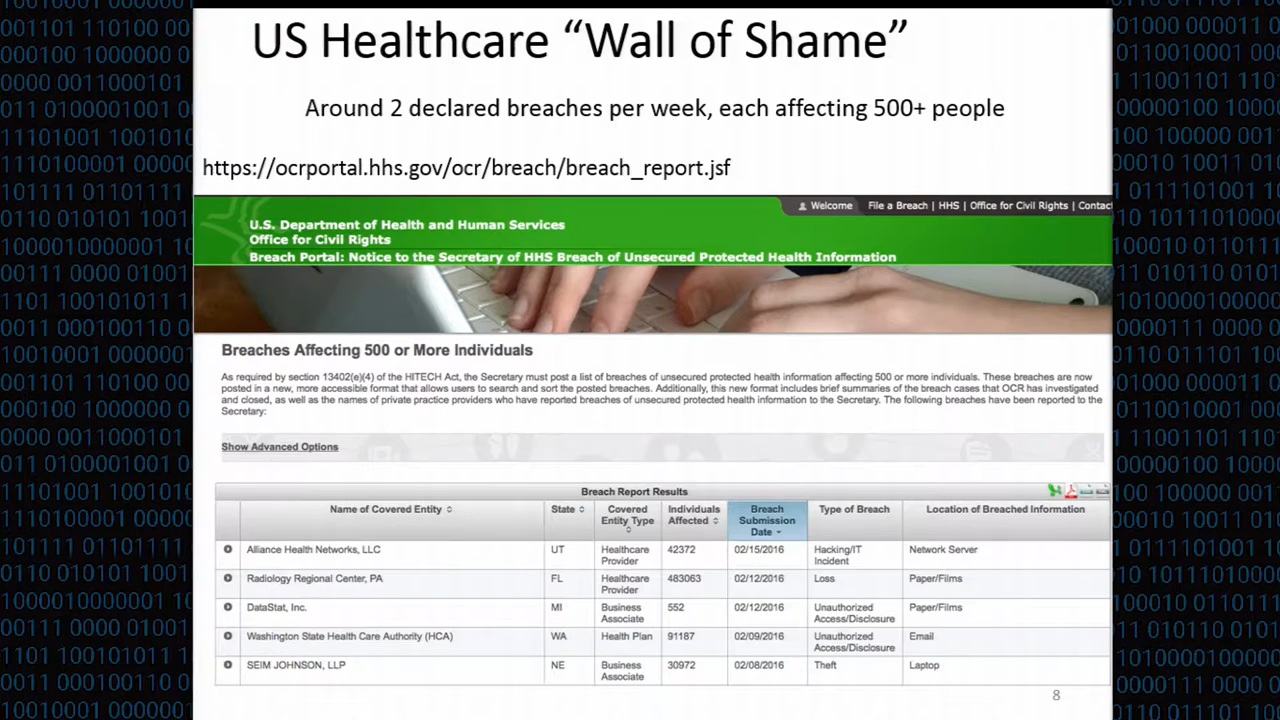 US Healthcare “Wall of Shame”
Around 2 declared breaches per week, each affecting 500+ people
https://ocrportal.hhs.gov/ocr/breach/breach_report.jsf
Welcome File a Breach | HHS | Office for Civil Rights | Contact
U.S. Department of Health and Human Services
Office for Civil Rights
Breach Portal: Notice to the Secretary of HHS Breach of Unsecured Protected Health Information
Breaches Affecting 500 or More Individuals
As required by section 13402(e)(4) of the HITECH Act, the Secretary must post a list of breaches of unsecured protected health information affecting 500 or more individuals. These breaches are now
posted in a new, more accessible format that allows users to search and sort the posted breaches. Additionally, this new format includes brief summaries of the breach cases that OCR has investigated
and closed, as well as the names of private practice providers who have reported breaches of unsecured protected health information to the Secretary. The following breaches have been reported to the
Secretary:
Show Advanced Options
Breach Report Results
Name of Covered Entity State Covered Entity Type Individuals Affected Breach Submission Date Type of Breach Location of Breached Information
Alliance Health Networks, LLC UT Healthcare Provider 42372 02/15/2016 Hacking/IT Incident Network Server
Radiology Regional Center, PA FL Healthcare Provider 483063 02/12/2016 Loss Paper/Films
DataStat, Inc. MI Business Associate 552 02/12/2016 Unauthorized Access/Disclosure Paper/Films
Washington State Health Care Authority (HCA) WA Health Plan 91187 02/09/2016 Unauthorized Access/Disclosure Email
SEIM JOHNSON, LLP NE Business Associate 30972 02/08/2016 Theft Laptop
8